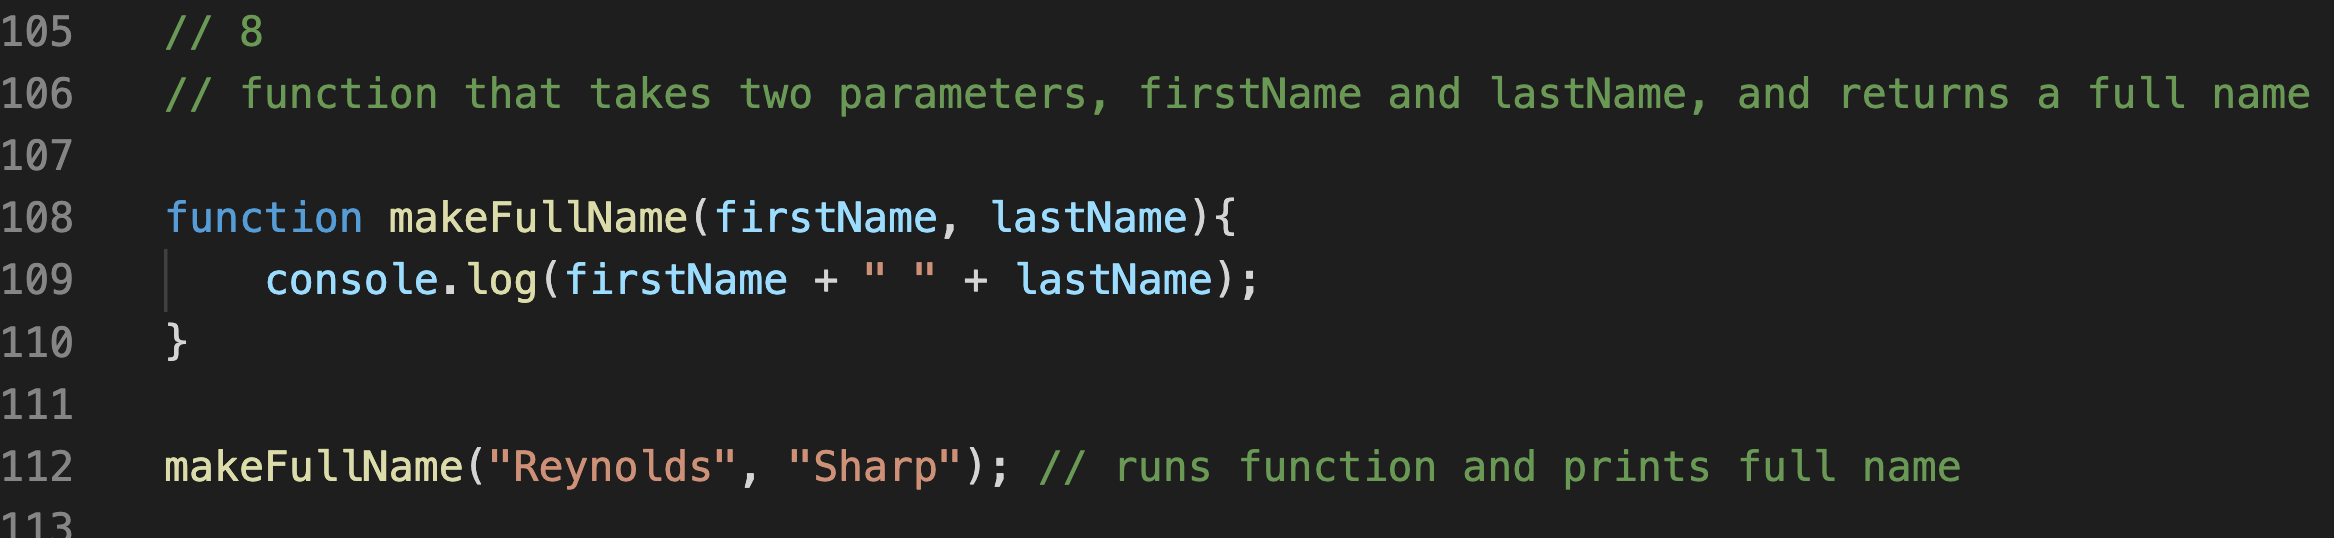 105 // 8
106 // function that takes two parameters, firstName and lastName, and returns a full name
107
108 function makeFullName(firstName, lastName){
109 console.log(firstName + " " + lastName);
110 }
111
112 makeFullName("Reynolds", "Sharp"); // runs function and prints full name
113